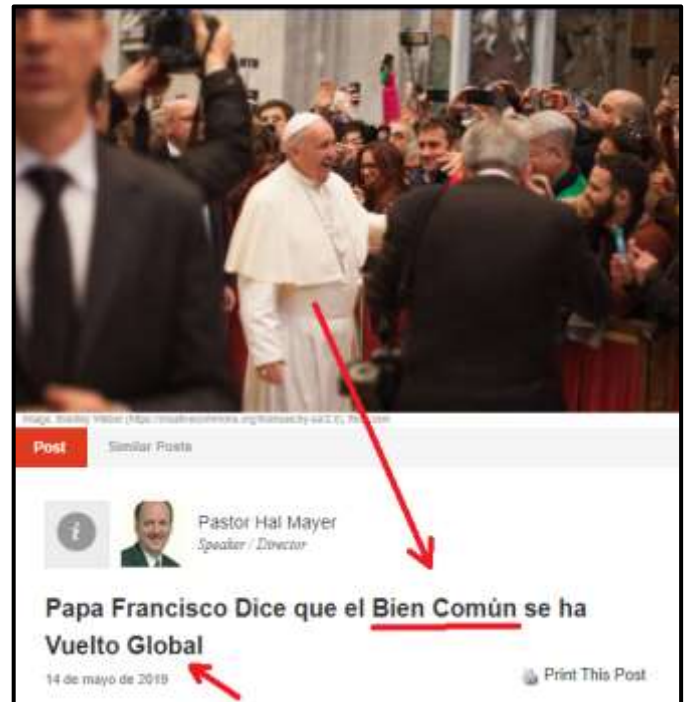 Post Similar Posts
Pastor Hal Mayer
Speaker / Director
Papa Francisco Dice que el Bien Común se ha
Vuelto Global
14 de mayo de 2019
Print This Post